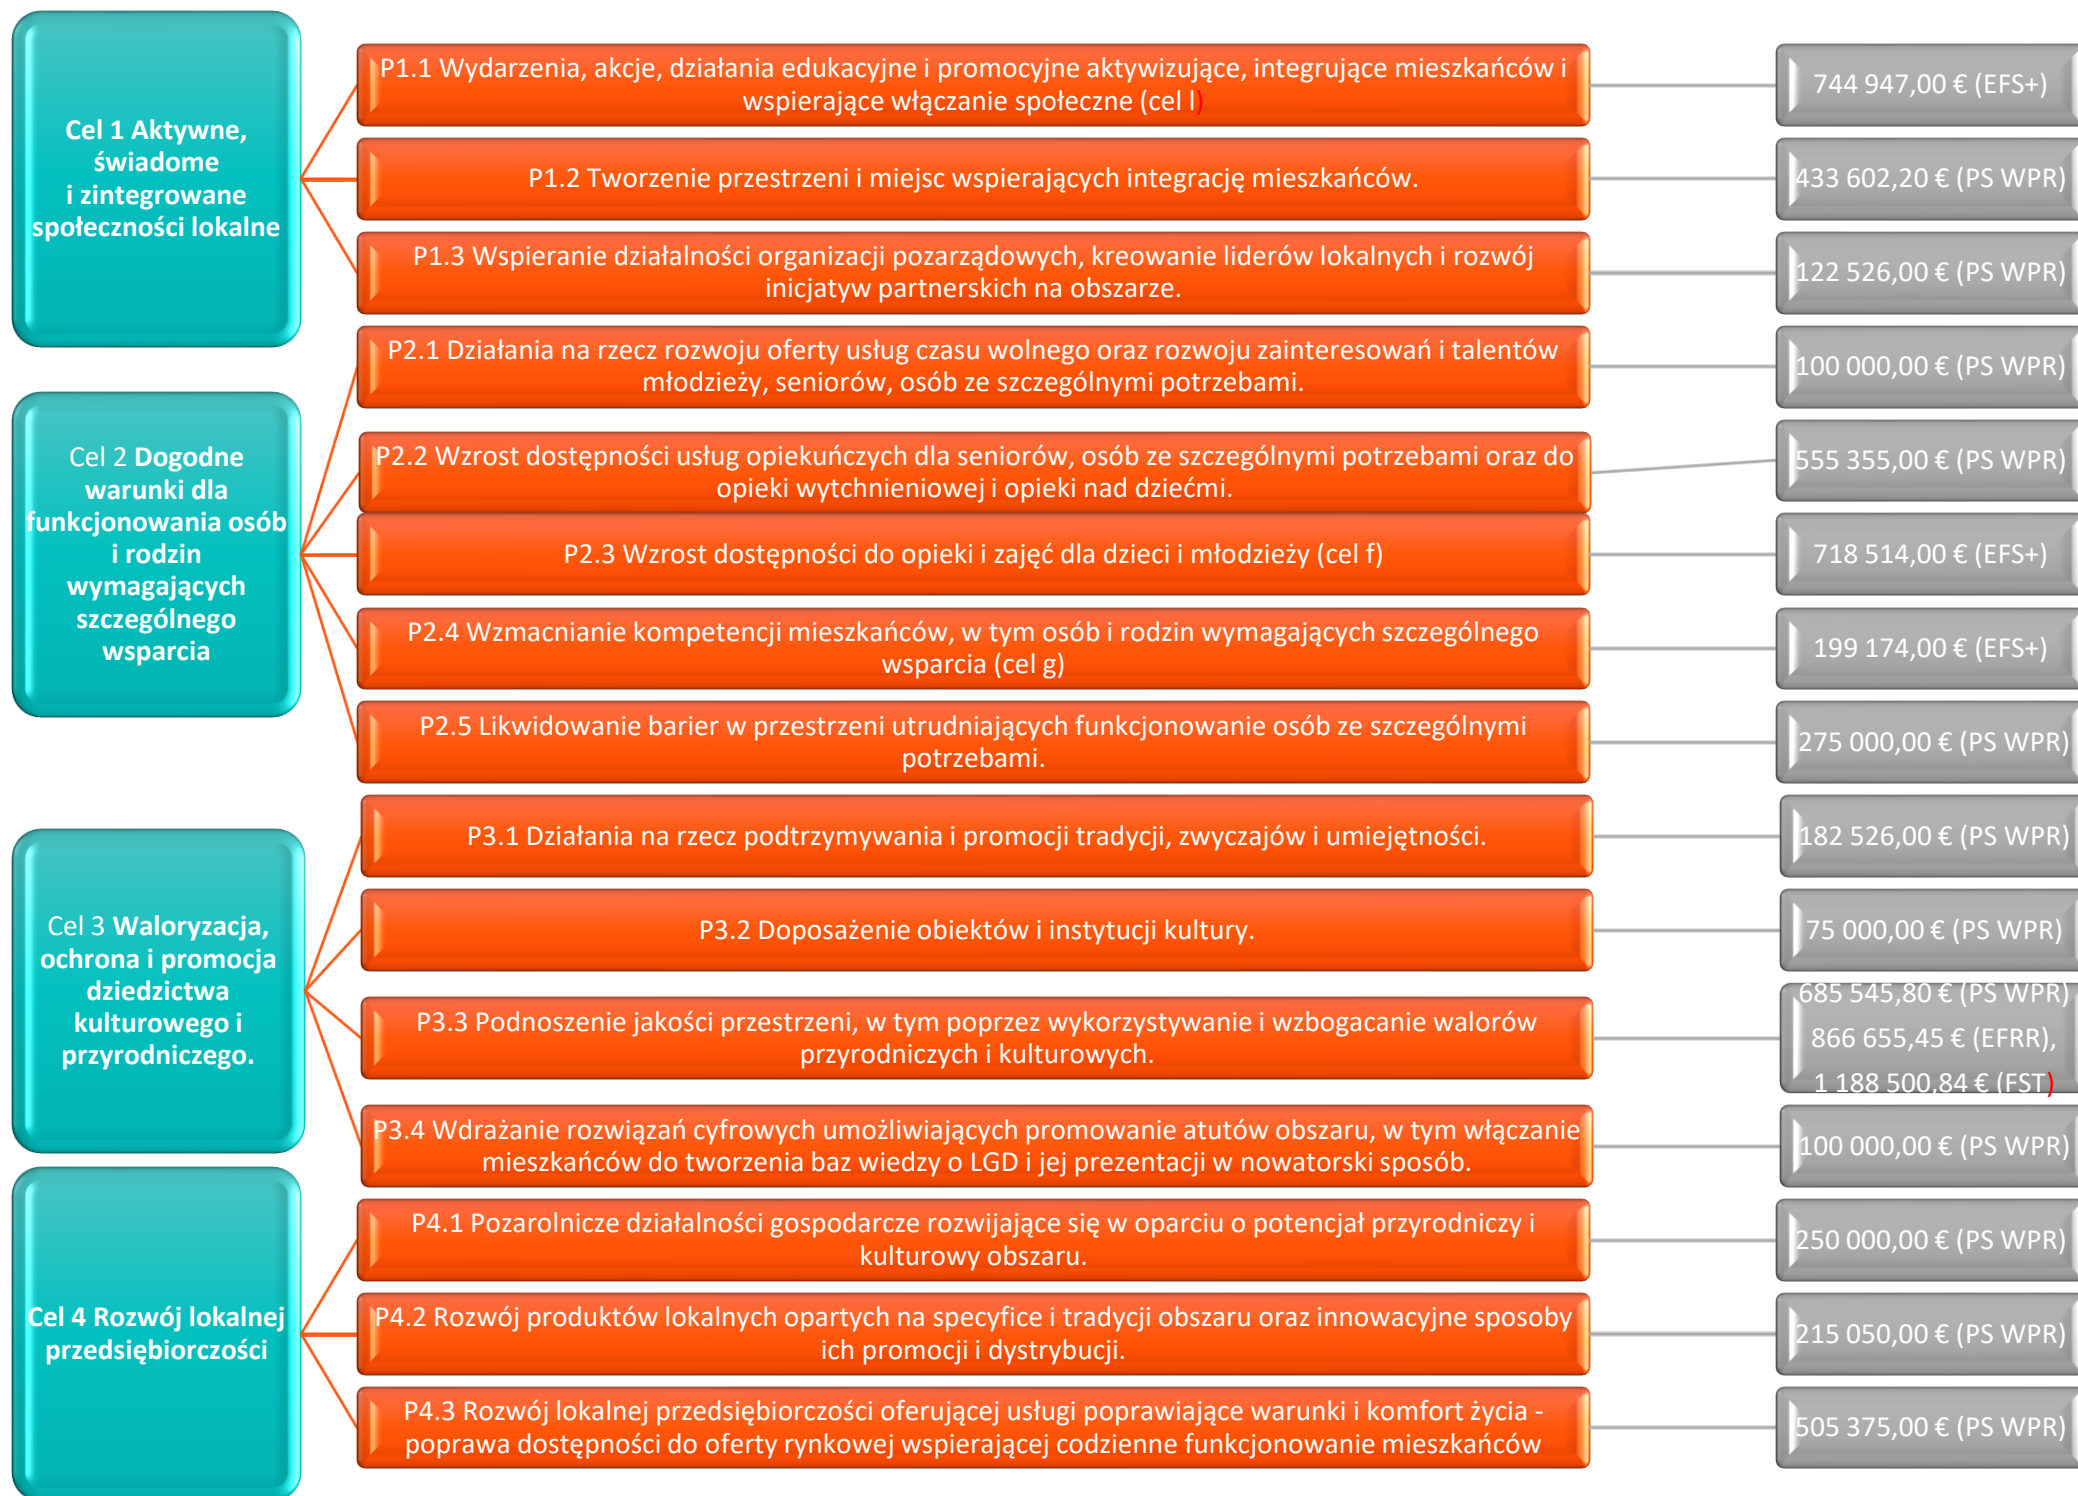 Cel 1 Aktywne,
świadome
i zintegrowane
społeczności lokalne
P1.1 Wydarzenia, akcje, działania edukacyjne i promocyjne aktywizujące, integrujące mieszkańców i
wspierające włączanie społeczne (cel l)
744 947,00 € (EFS+)
P1.2 Tworzenie przestrzeni i miejsc wspierających integrację mieszkańców.
433 602,20 € (PS WPR)
P1.3 Wspieranie działalności organizacji pozarządowych, kreowanie liderów lokalnych i rozwój
inicjatyw partnerskich na obszarze.
122 526,00 € (PS WPR)
Cel 2 Dogodne
warunki dla
funkcjonowania osób
i rodzin
wymagających
szczególnego
wsparcia
P2.1 Działania na rzecz rozwoju oferty usług czasu wolnego oraz rozwoju zainteresowań i talentów
młodzieży, seniorów, osób ze szczególnymi potrzebami.
100 000,00 € (PS WPR)
P2.2 Wzrost dostępności usług opiekuńczych dla seniorów, osób ze szczególnymi potrzebami oraz do
opieki wytchnieniowej i opieki nad dziećmi.
555 355,00 € (PS WPR)
P2.3 Wzrost dostępności do opieki i zajęć dla dzieci i młodzieży (cel f)
718 514,00 € (EFS+)
P2.4 Wzmacnianie kompetencji mieszkańców, w tym osób i rodzin wymagających szczególnego
wsparcia (cel g)
199 174,00 € (EFS+)
P2.5 Likwidowanie barier w przestrzeni utrudniających funkcjonowanie osób ze szczególnymi
potrzebami.
275 000,00 € (PS WPR)
Cel 3 Waloryzacja,
ochrona i promocja
dziedzictwa
kulturowego i
przyrodniczego.
P3.1 Działania na rzecz podtrzymywania i promocji tradycji, zwyczajów i umiejętności.
182 526,00 € (PS WPR)
P3.2 Doposażenie obiektów i instytucji kultury.
75 000,00 € (PS WPR)
P3.3 Podnoszenie jakości przestrzeni, w tym poprzez wykorzystywanie i wzbogacanie walorów
przyrodniczych i kulturowych.
685 545,80 € (PS WPR)
866 655,45 € (EFRR),
1 188 500,84 € (FST)
P3.4 Wdrażanie rozwiązań cyfrowych umożliwiających promowanie atutów obszaru, w tym włączanie
mieszkańców do tworzenia baz wiedzy o LGD i jej prezentacji w nowatorski sposób.
100 000,00 € (PS WPR)
Cel 4 Rozwój lokalnej
przedsiębiorczości
P4.1 Pozarolnicze działalności gospodarcze rozwijające się w oparciu o potencjał przyrodniczy i
kulturowy obszaru.
250 000,00 € (PS WPR)
P4.2 Rozwój produktów lokalnych opartych na specyfice i tradycji obszaru oraz innowacyjne sposoby
ich promocji i dystrybucji.
215 050,00 € (PS WPR)
P4.3 Rozwój lokalnej przedsiębiorczości oferującej usługi poprawiające warunki i komfort życia -
poprawa dostępności do oferty rynkowej wspierającej codzienne funkcjonowanie mieszkańców
505 375,00 € (PS WPR)